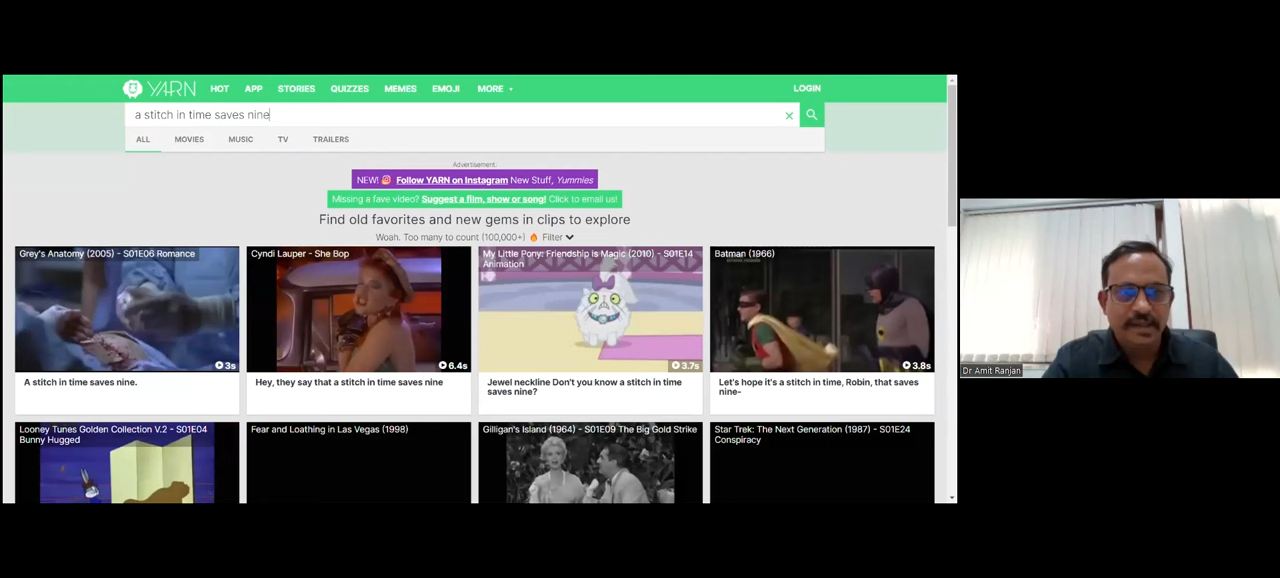 YARN HOT APP STORIES QUIZZES MEMES EMOJI MORE LOGIN
a stitch in time saves nine
ALL MOVIES MUSIC TV TRAILERS
Advertisement:
NEW! Follow YARN on Instagram New Stuff, Yummies
Missing a fave video? Suggest a film, show or song! Click to email us!
Find old favorites and new gems in clips to explore
Woah. Too many to count (100,000+) 🔥 Filter
Grey's Anatomy (2005) - S01E06 Romance
3s
A stitch in time saves nine.
Cyndi Lauper - She Bop
6.4s
Hey, they say that a stitch in time saves nine
My Little Pony: Friendship is Magic (2010) - S01E14
Animation
3.7s
Jewel neckline Don't you know a stitch in time
saves nine?
Batman (1966)
3.8s
Let's hope it's a stitch in time, Robin, that saves
nine-
Looney Tunes Golden Collection V.2 - S01E04
Bunny Hugged
Fear and Loathing in Las Vegas (1998)
Gilligan's Island (1964) - S01E09 The Big Gold Strike
Star Trek: The Next Generation (1987) - S01E24
Conspiracy
Dr Amit Ranjan